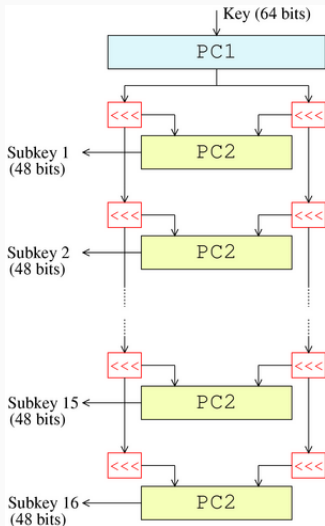 Key (64 bits)
PC1
<<< <<<
Subkey 1
(48 bits)
PC2
<<< <<<
Subkey 2
(48 bits)
PC2
<<< <<<
Subkey 15
(48 bits)
PC2
<<< <<<
Subkey 16
(48 bits)
PC2